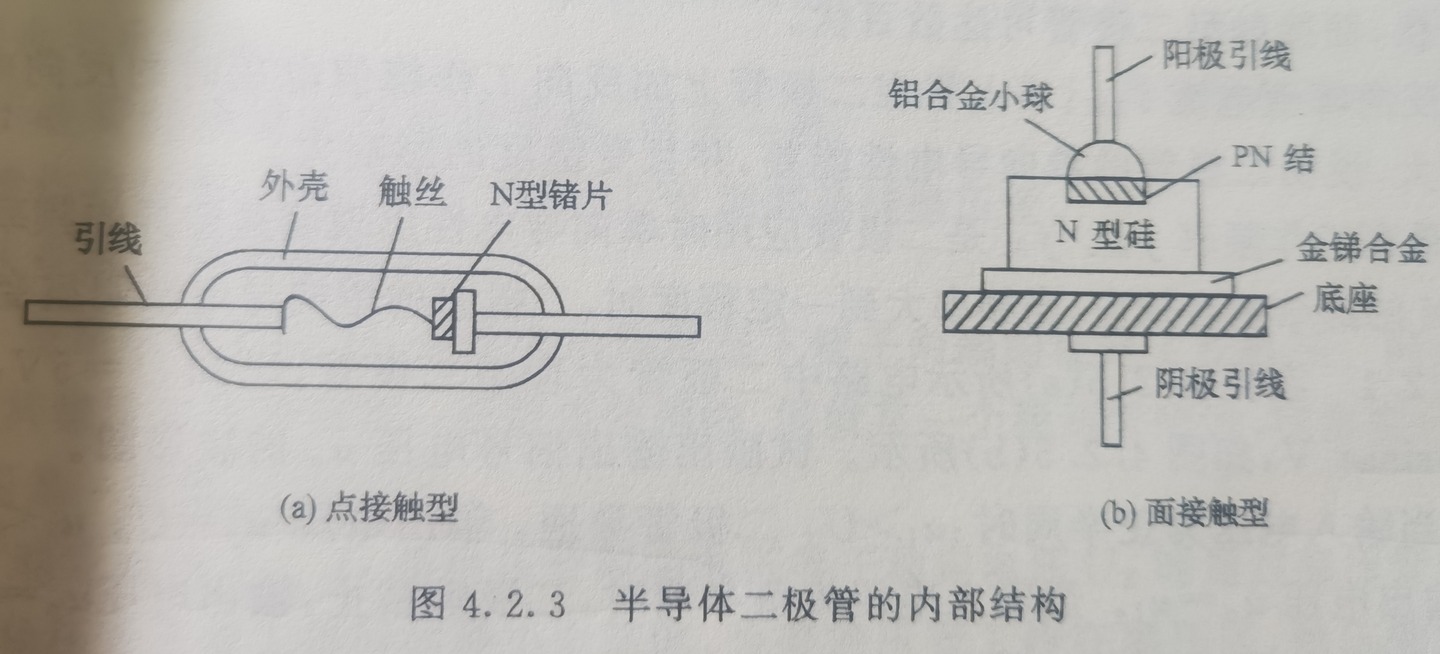 引线
外壳
触丝
N型锗片
(a) 点接触型
阳极引线
铝合金小球
PN 结
N 型硅
金锑合金
底座
阴极引线
(b) 面接触型
图 4.2.3 半导体二极管的内部结构